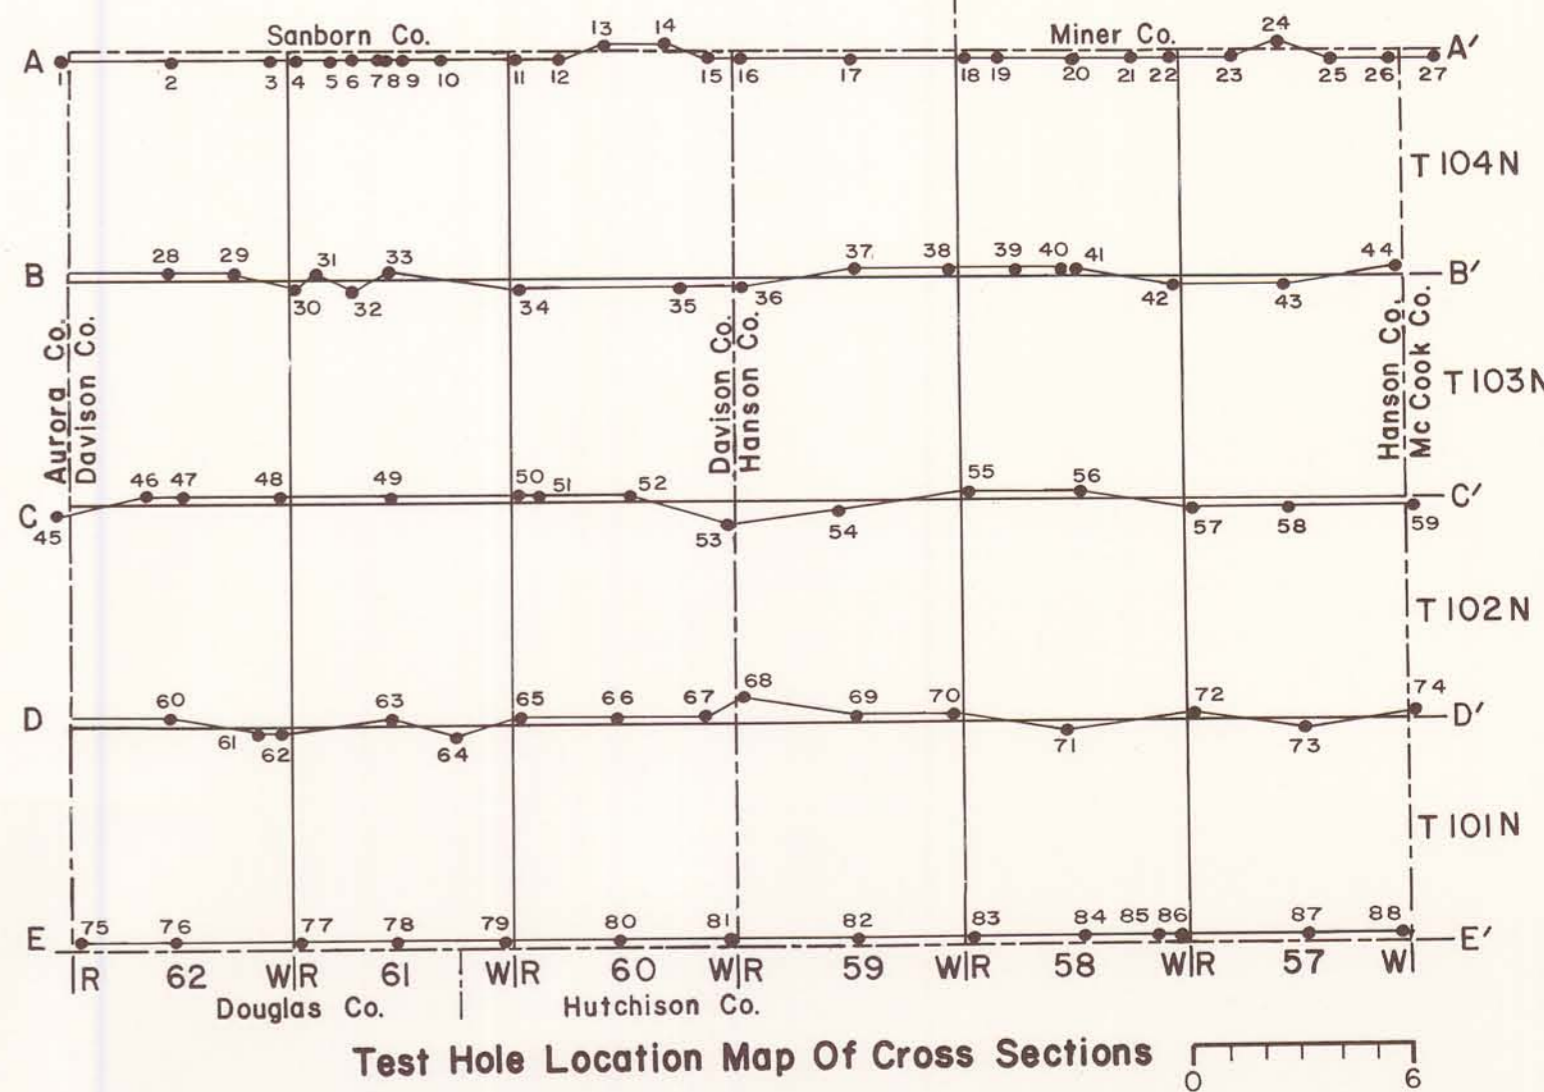 Sanborn Co.
Miner Co.
13 14 24
A A'
1 2 3 4 5 6 7 8 9 10 11 12 15 16 17 18 19 20 21 22 23 25 26 27
T 104 N
28 29 31 33 37 38 39 40 41 44
B B'
30 32 34 35 36 42 43
Aurora Co.
Davison Co.
Davison Co.
Hanson Co.
Hanson Co.
Mc Cook Co.
T 103 N
46 47 48 49 50 51 52 55 56
C C'
45 53 54 57 58 59
T 102 N
60 63 65 66 67 68 69 70 72 74
D D'
61 62 64 71 73
T 101 N
75 76 77 78 79 80 81 82 83 84 85 86 87 88
E E'
R 62 W R 61 W R 60 W R 59 W R 58 W R 57 W
Douglas Co. Hutchison Co.
Test Hole Location Map Of Cross Sections
0 6